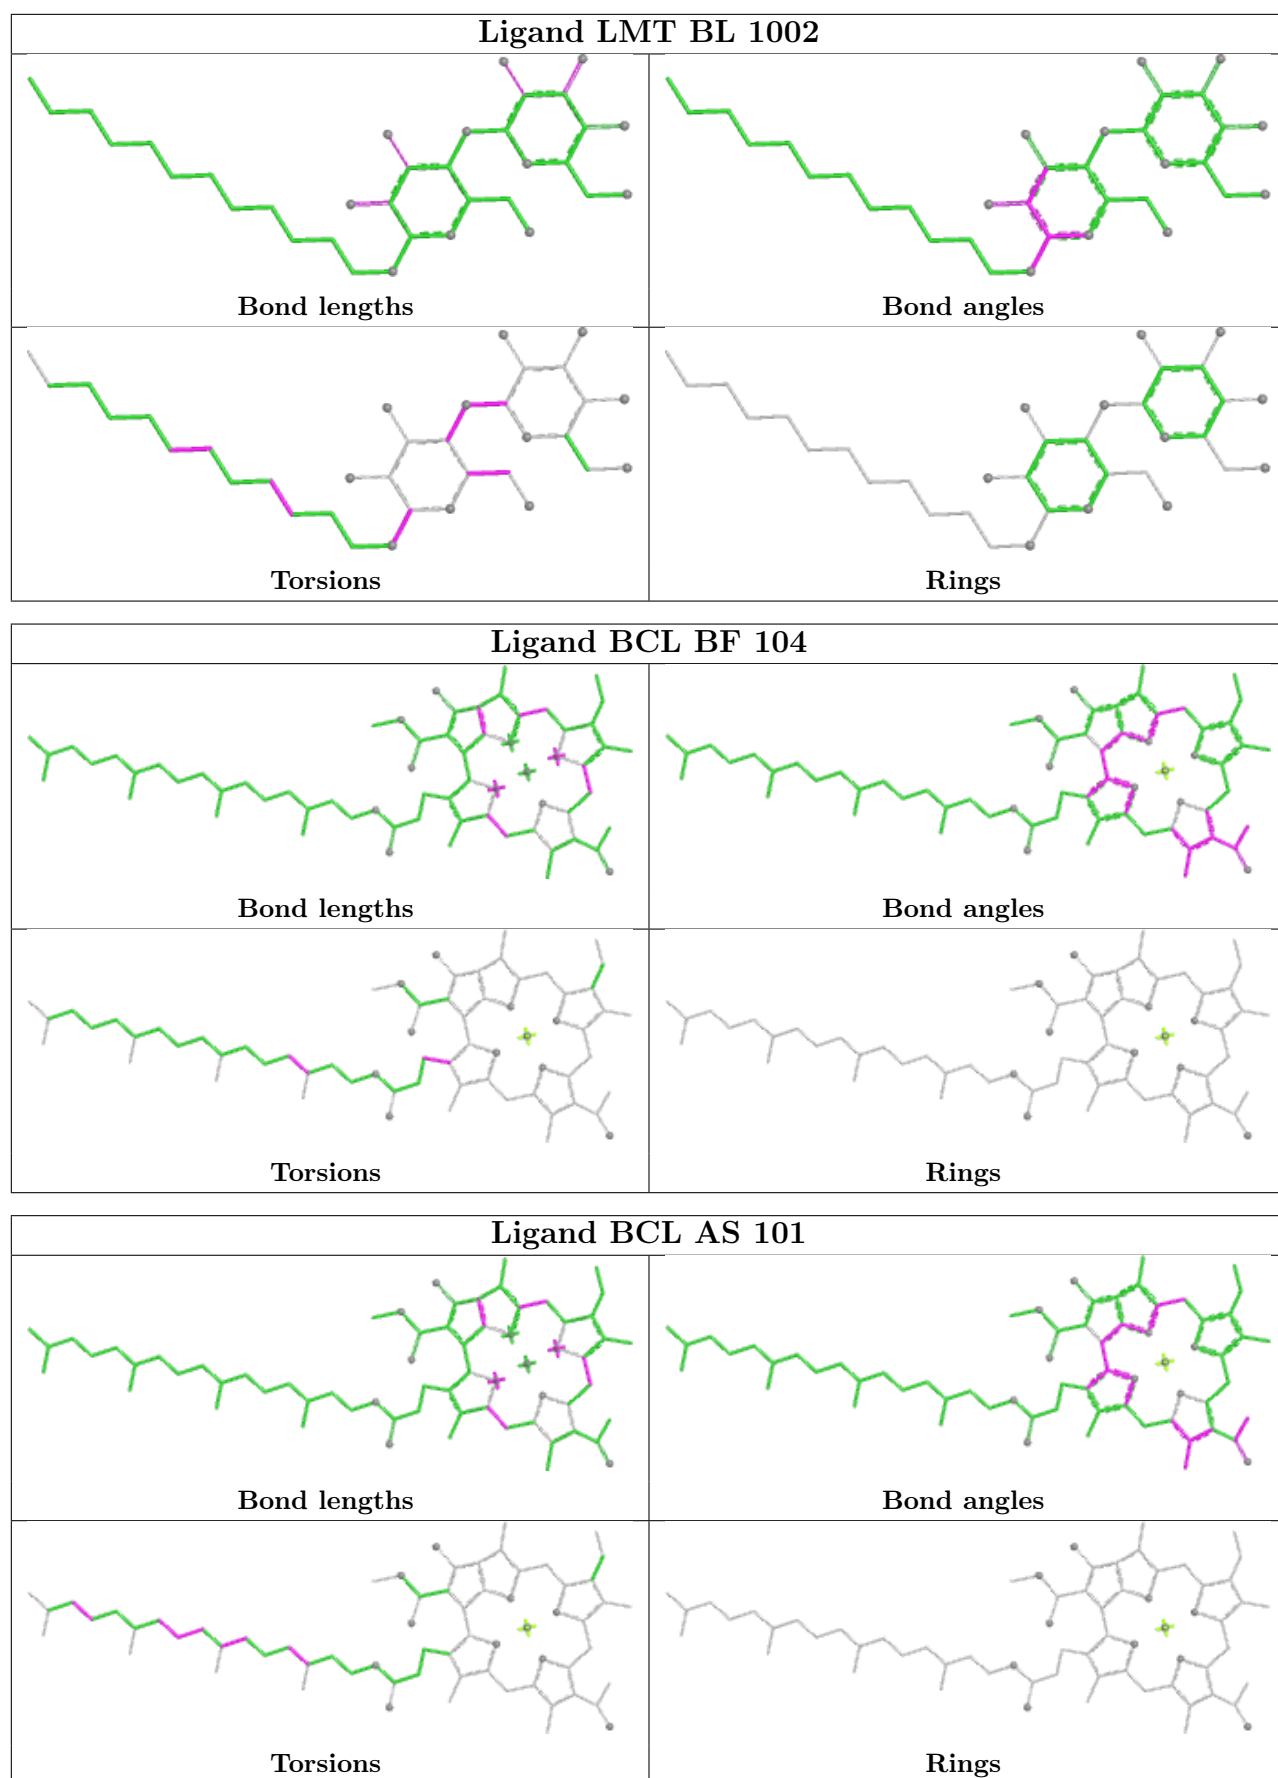 Ligand LMT BL 1002
Bond lengths
Bond angles
Torsions
Rings
Ligand BCL BF 104
Bond lengths
Bond angles
Torsions
Rings
Ligand BCL AS 101
Bond lengths
Bond angles
Torsions
Rings